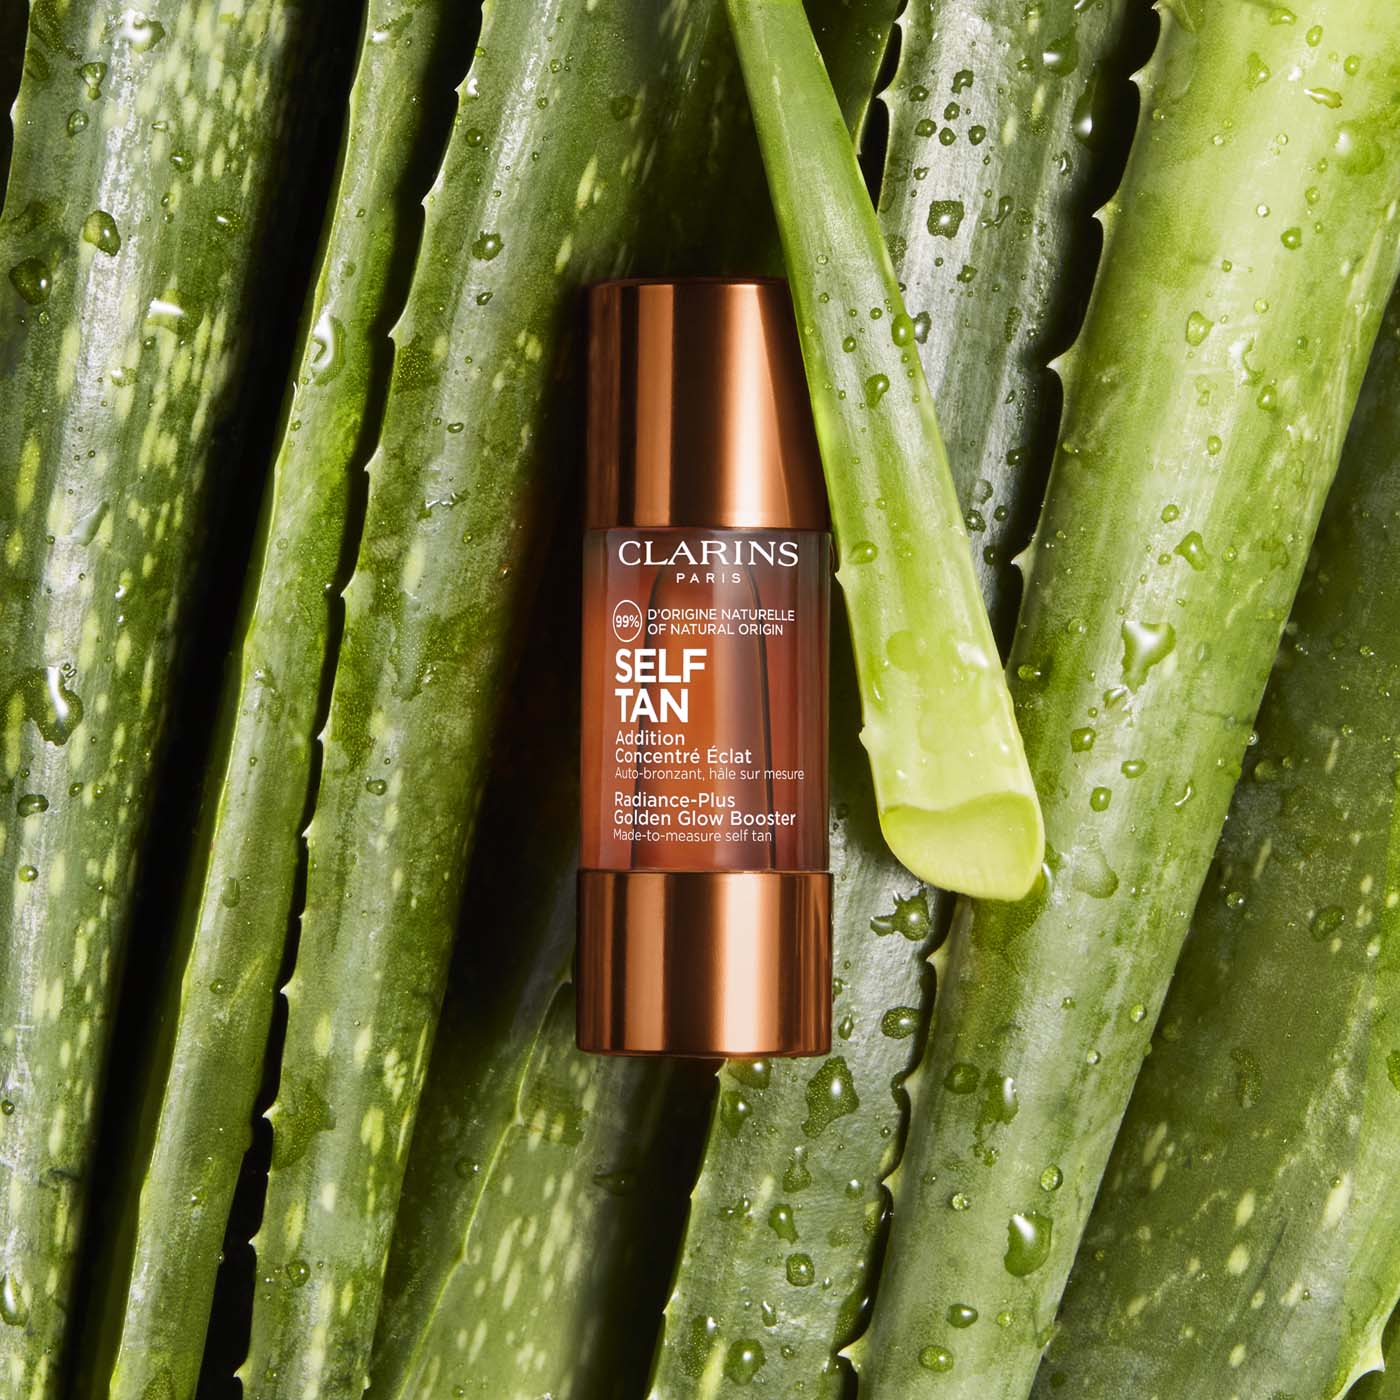 CLARINS
PARIS
99% D'ORIGINE NATURELLE
OF NATURAL ORIGIN
SELF
TAN
Addition
Concentré Éclat
Auto-bronzant, hâle sur mesure
Radiance-Plus
Golden Glow Booster
Made-to-measure self tan